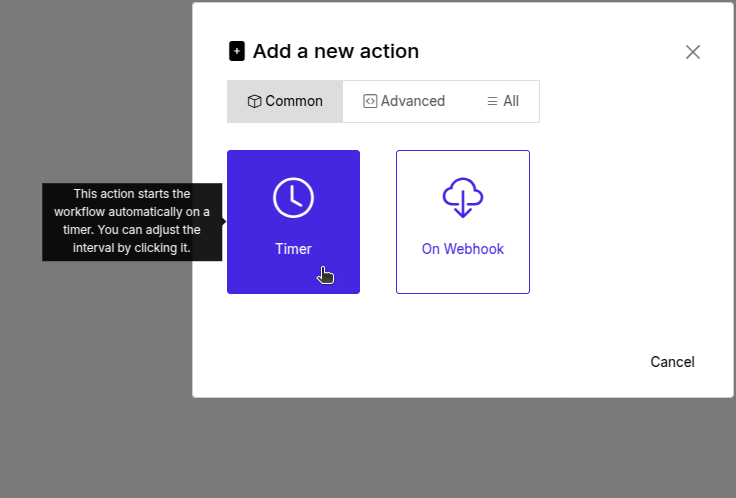 Add a new action
Common
Advanced
All
This action starts the
workflow automatically on a
timer. You can adjust the
interval by clicking it.
Timer
On Webhook
Cancel